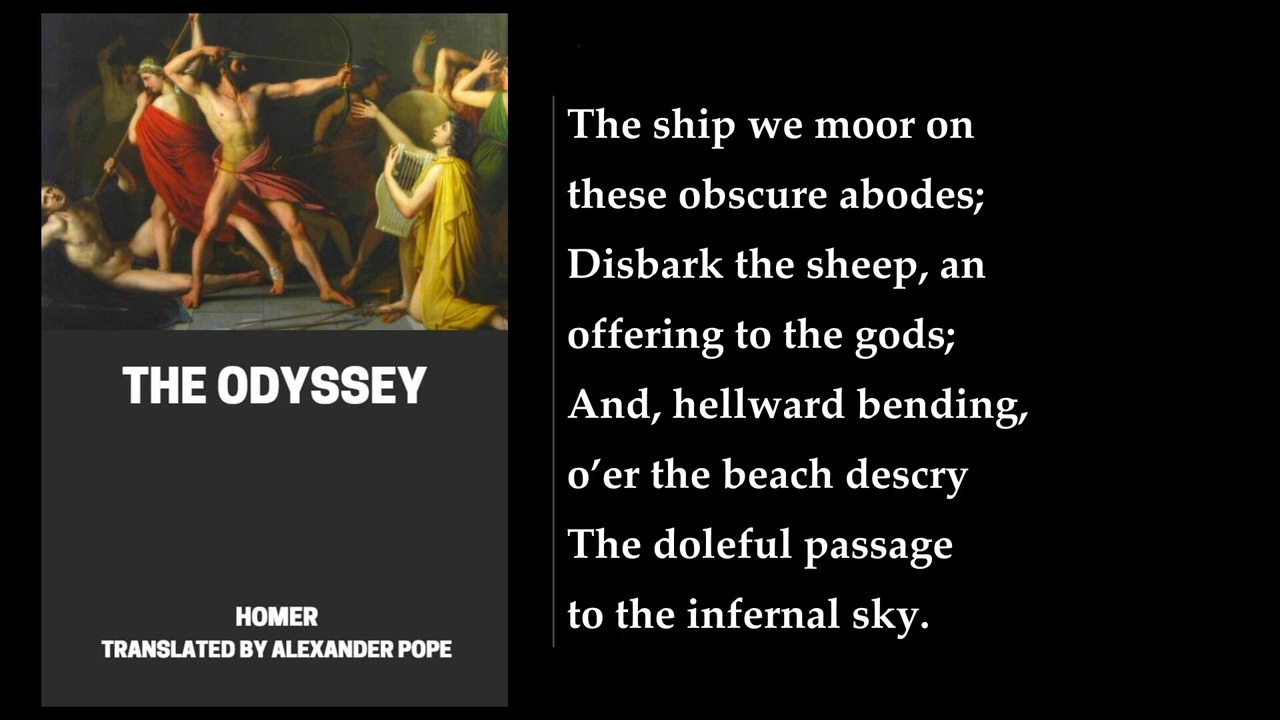 THE ODYSSEY
HOMER
TRANSLATED BY ALEXANDER POPE
The ship we moor on
these obscure abodes;
Disbark the sheep, an
offering to the gods;
And, hellward bending,
o’er the beach descry
The doleful passage
to the infernal sky.